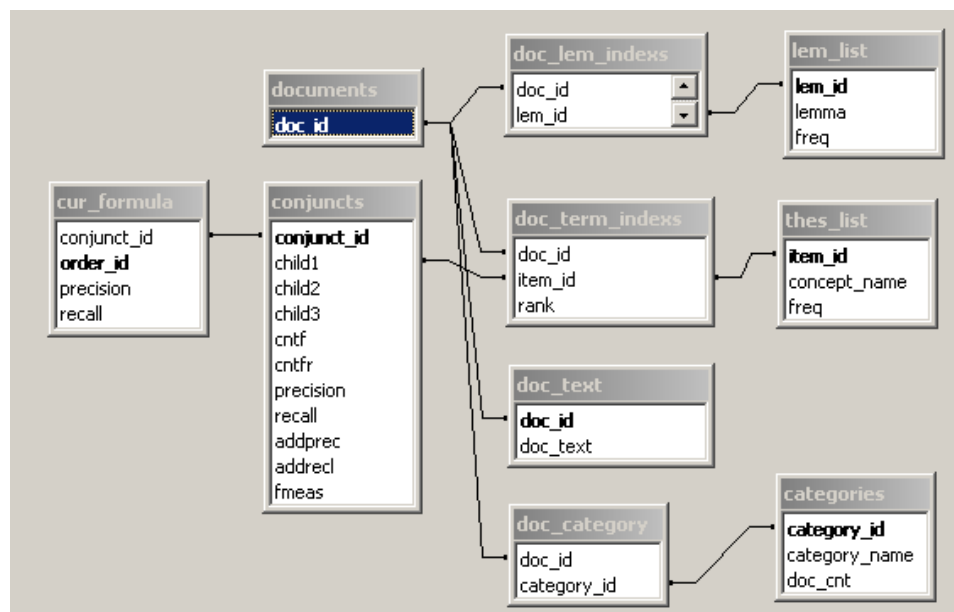 documents
doc_id
doc_lem_indexs
doc_id
lem_id
lem_list
lem_id
lemma
freq
cur_formula
conjunct_id
order_id
precision
recall
conjuncts
conjunct_id
child1
child2
child3
cntf
cntfr
precision
recall
addprec
addrecl
fmeas
doc_term_indexs
doc_id
item_id
rank
thes_list
item_id
concept_name
freq
doc_text
doc_id
doc_text
doc_category
doc_id
category_id
categories
category_id
category_name
doc_cnt